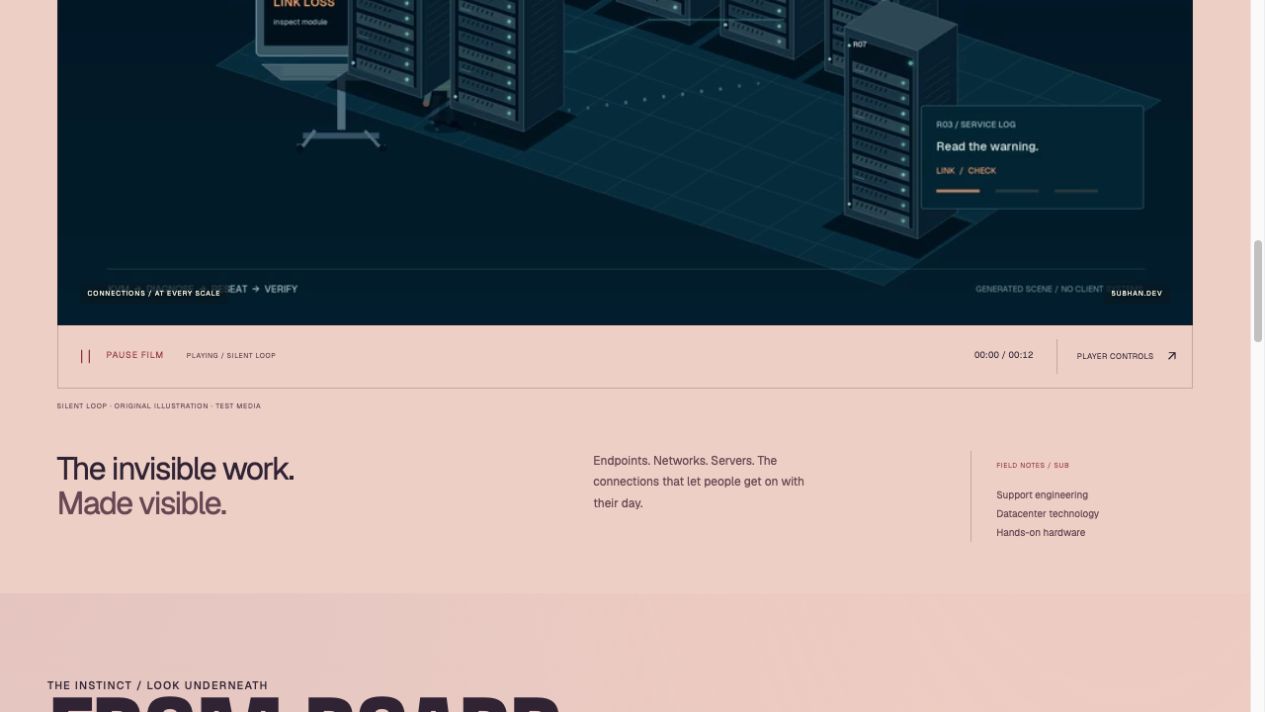 LINK LOSS
inspect module
R07
R03 / SERVICE LOG
Read the warning.
LINK / CHECK
CONNECTIONS / AT EVERY SCALE
→ VERIFY
GENERATED SCENE / NO CLIENT
SUBHAN.DEV
PAUSE FILM
PLAYING / SILENT LOOP
00:00 / 00:12
PLAYER CONTROLS
SILENT LOOP · ORIGINAL ILLUSTRATION · TEST MEDIA
The invisible work.
Made visible.
Endpoints. Networks. Servers. The
connections that let people get on with
their day.
FIELD NOTES / SUB
Support engineering
Datacenter technology
Hands-on hardware
THE INSTINCT / LOOK UNDERNEATH
FROM BOARD